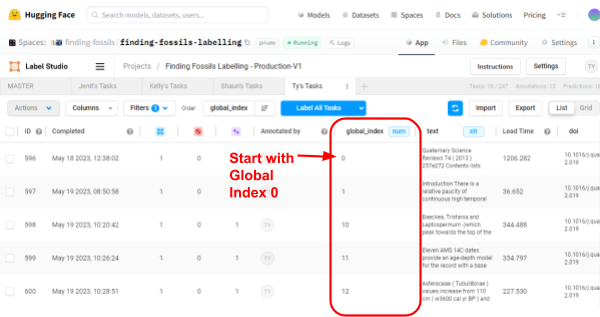 Hugging Face
Search models, datasets, users...
Models Datasets Spaces Docs Solutions Pricing
Spaces: finding-fossils/finding-fossils-labelling private Running Logs App Files Community Settings
Label Studio Projects / Finding Fossils Labelling - Production-V1 Instructions Settings
MASTER Jenit's Tasks Kelly's Tasks Shaun's Tasks Ty's Tasks Tasks: 19 / 247 Annotations: 12 Predictions:
Actions Columns Filters 1 Order global_index Label All Tasks Import Export List Grid
ID Completed Annotated by global_index num text str Lead Time doi
596 May 18 2023, 12:38:02 1 0 0 Quaternary Science Reviews 74 ( 2013 ) 257e272 Contents lists 1206.282 10.1016/j.qua 2.019
597 May 19 2023, 08:50:58 1 0 TY 1 Introduction There is a relative paucity of continuous high temporal 36.652 10.1016/j.qua 2.019
598 May 19 2023, 10:20:42 1 0 1 TY 10 Baeckea, Tristania and Leptospermum -(which peak towards the top of the 344.488 10.1016/j.qua 2.019
599 May 19 2023, 10:26:24 1 0 1 TY 11 Eleven AMS 14C dates provide an age-depth model for the record with a base 334.797 10.1016/j.qua 2.019
600 May 19 2023, 10:28:51 1 0 1 TY 12 Asteraceae ( Tubuliflorae ) values increase from 110 cm ( w3600 cal yr BP ) and 227.530 10.1016/j.qua 2.019
Start with
Global
Index 0